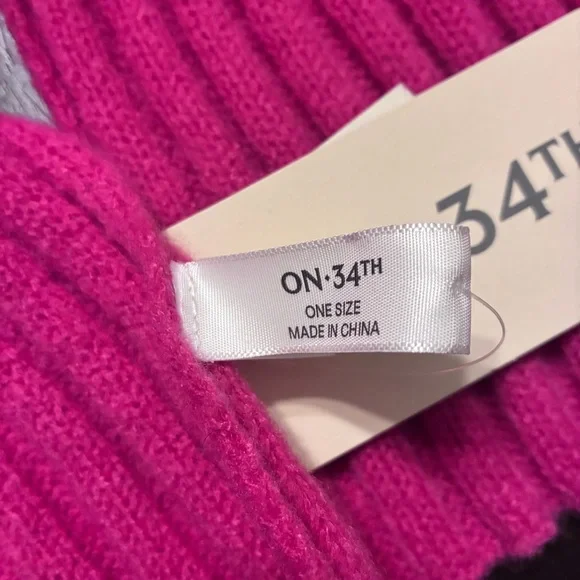 ON·34TH
ONE SIZE
MADE IN CHINA
·34TH